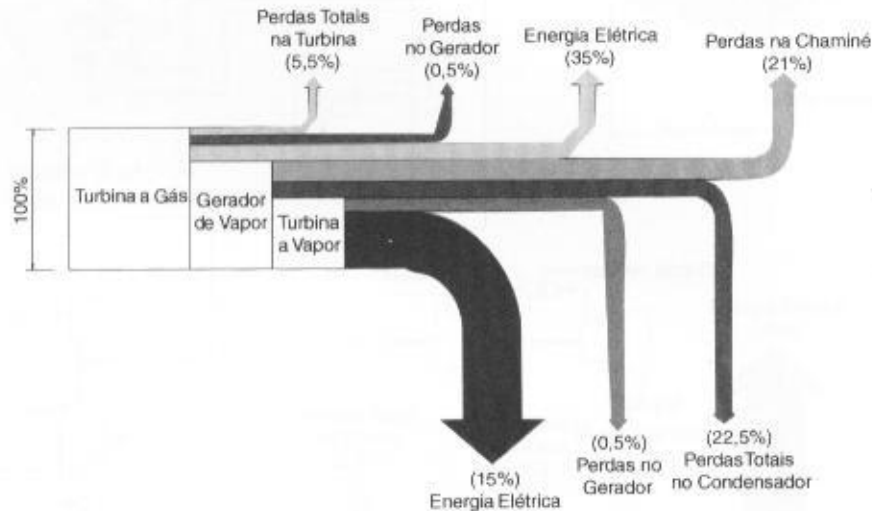 Perdas Totais
na Turbina
(5,5%)
Perdas
no Gerador
(0,5%)
Energia Elétrica
(35%)
Perdas na Chaminé
(21%)
100%
Turbina a Gás
Gerador
de Vapor
Turbina
a Vapor
(15%)
Energia Elétrica
(0,5%)
Perdas no
Gerador
(22,5%)
Perdas Totais
no Condensador